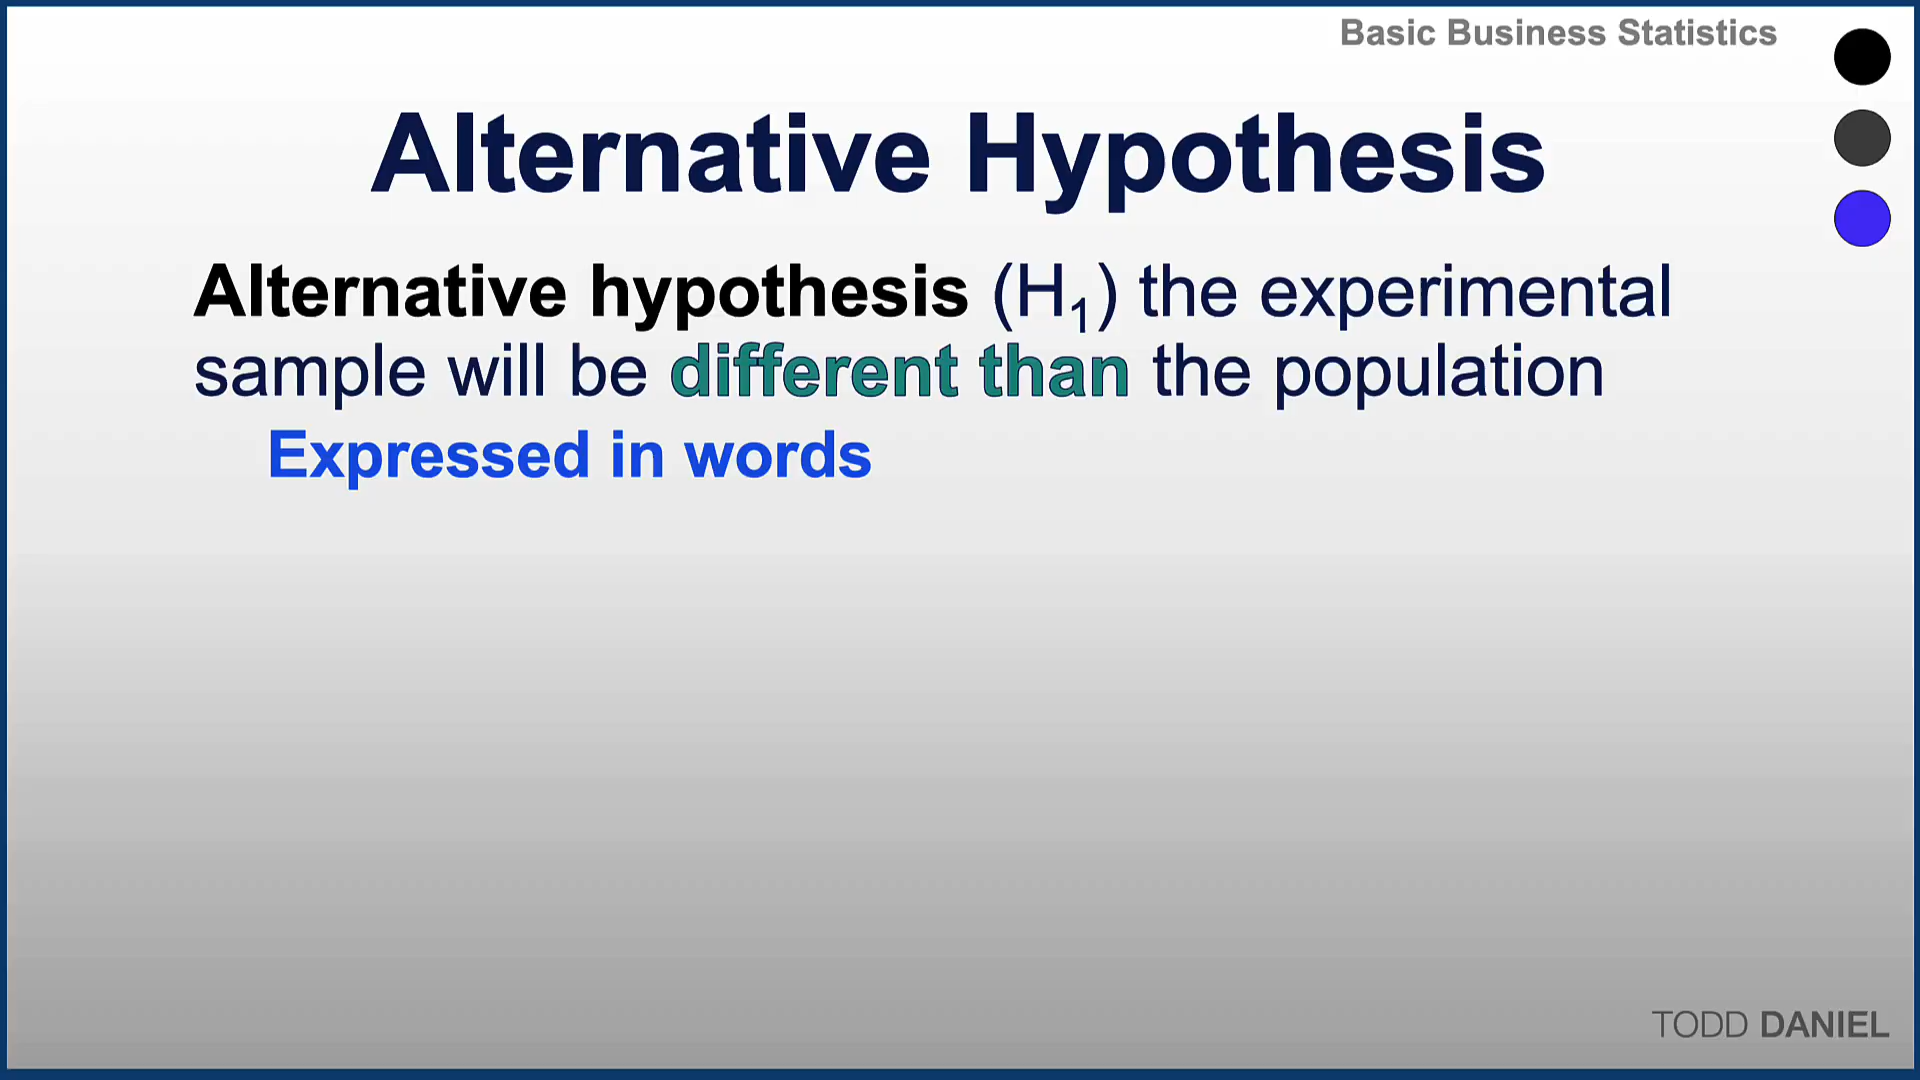 Basic Business Statistics
Alternative Hypothesis
Alternative hypothesis (H₁) the experimental
sample will be different than the population
Expressed in words
TODD DANIEL